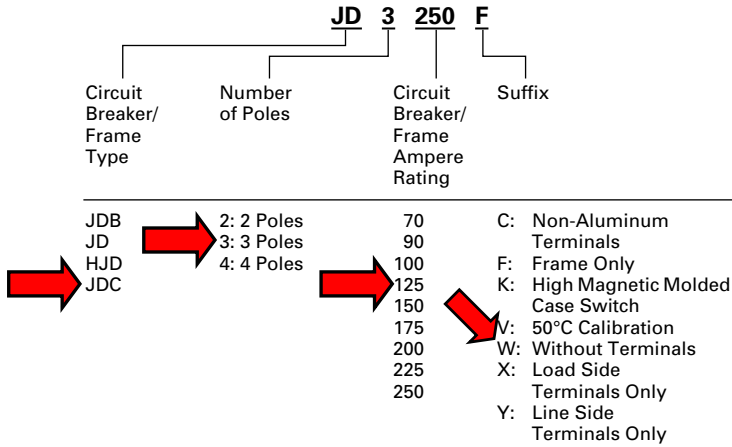 JD 3 250 F
Circuit
Breaker/
Frame
Type
Number
of Poles
Circuit
Breaker/
Frame
Ampere
Rating
Suffix
JDB
JD
HJD
JDC
2: 2 Poles
3: 3 Poles
4: 4 Poles
70
90
100
125
150
175
200
225
250
C: Non-Aluminum
Terminals
F: Frame Only
K: High Magnetic Molded
Case Switch
V: 50°C Calibration
W: Without Terminals
X: Load Side
Terminals Only
Y: Line Side
Terminals Only